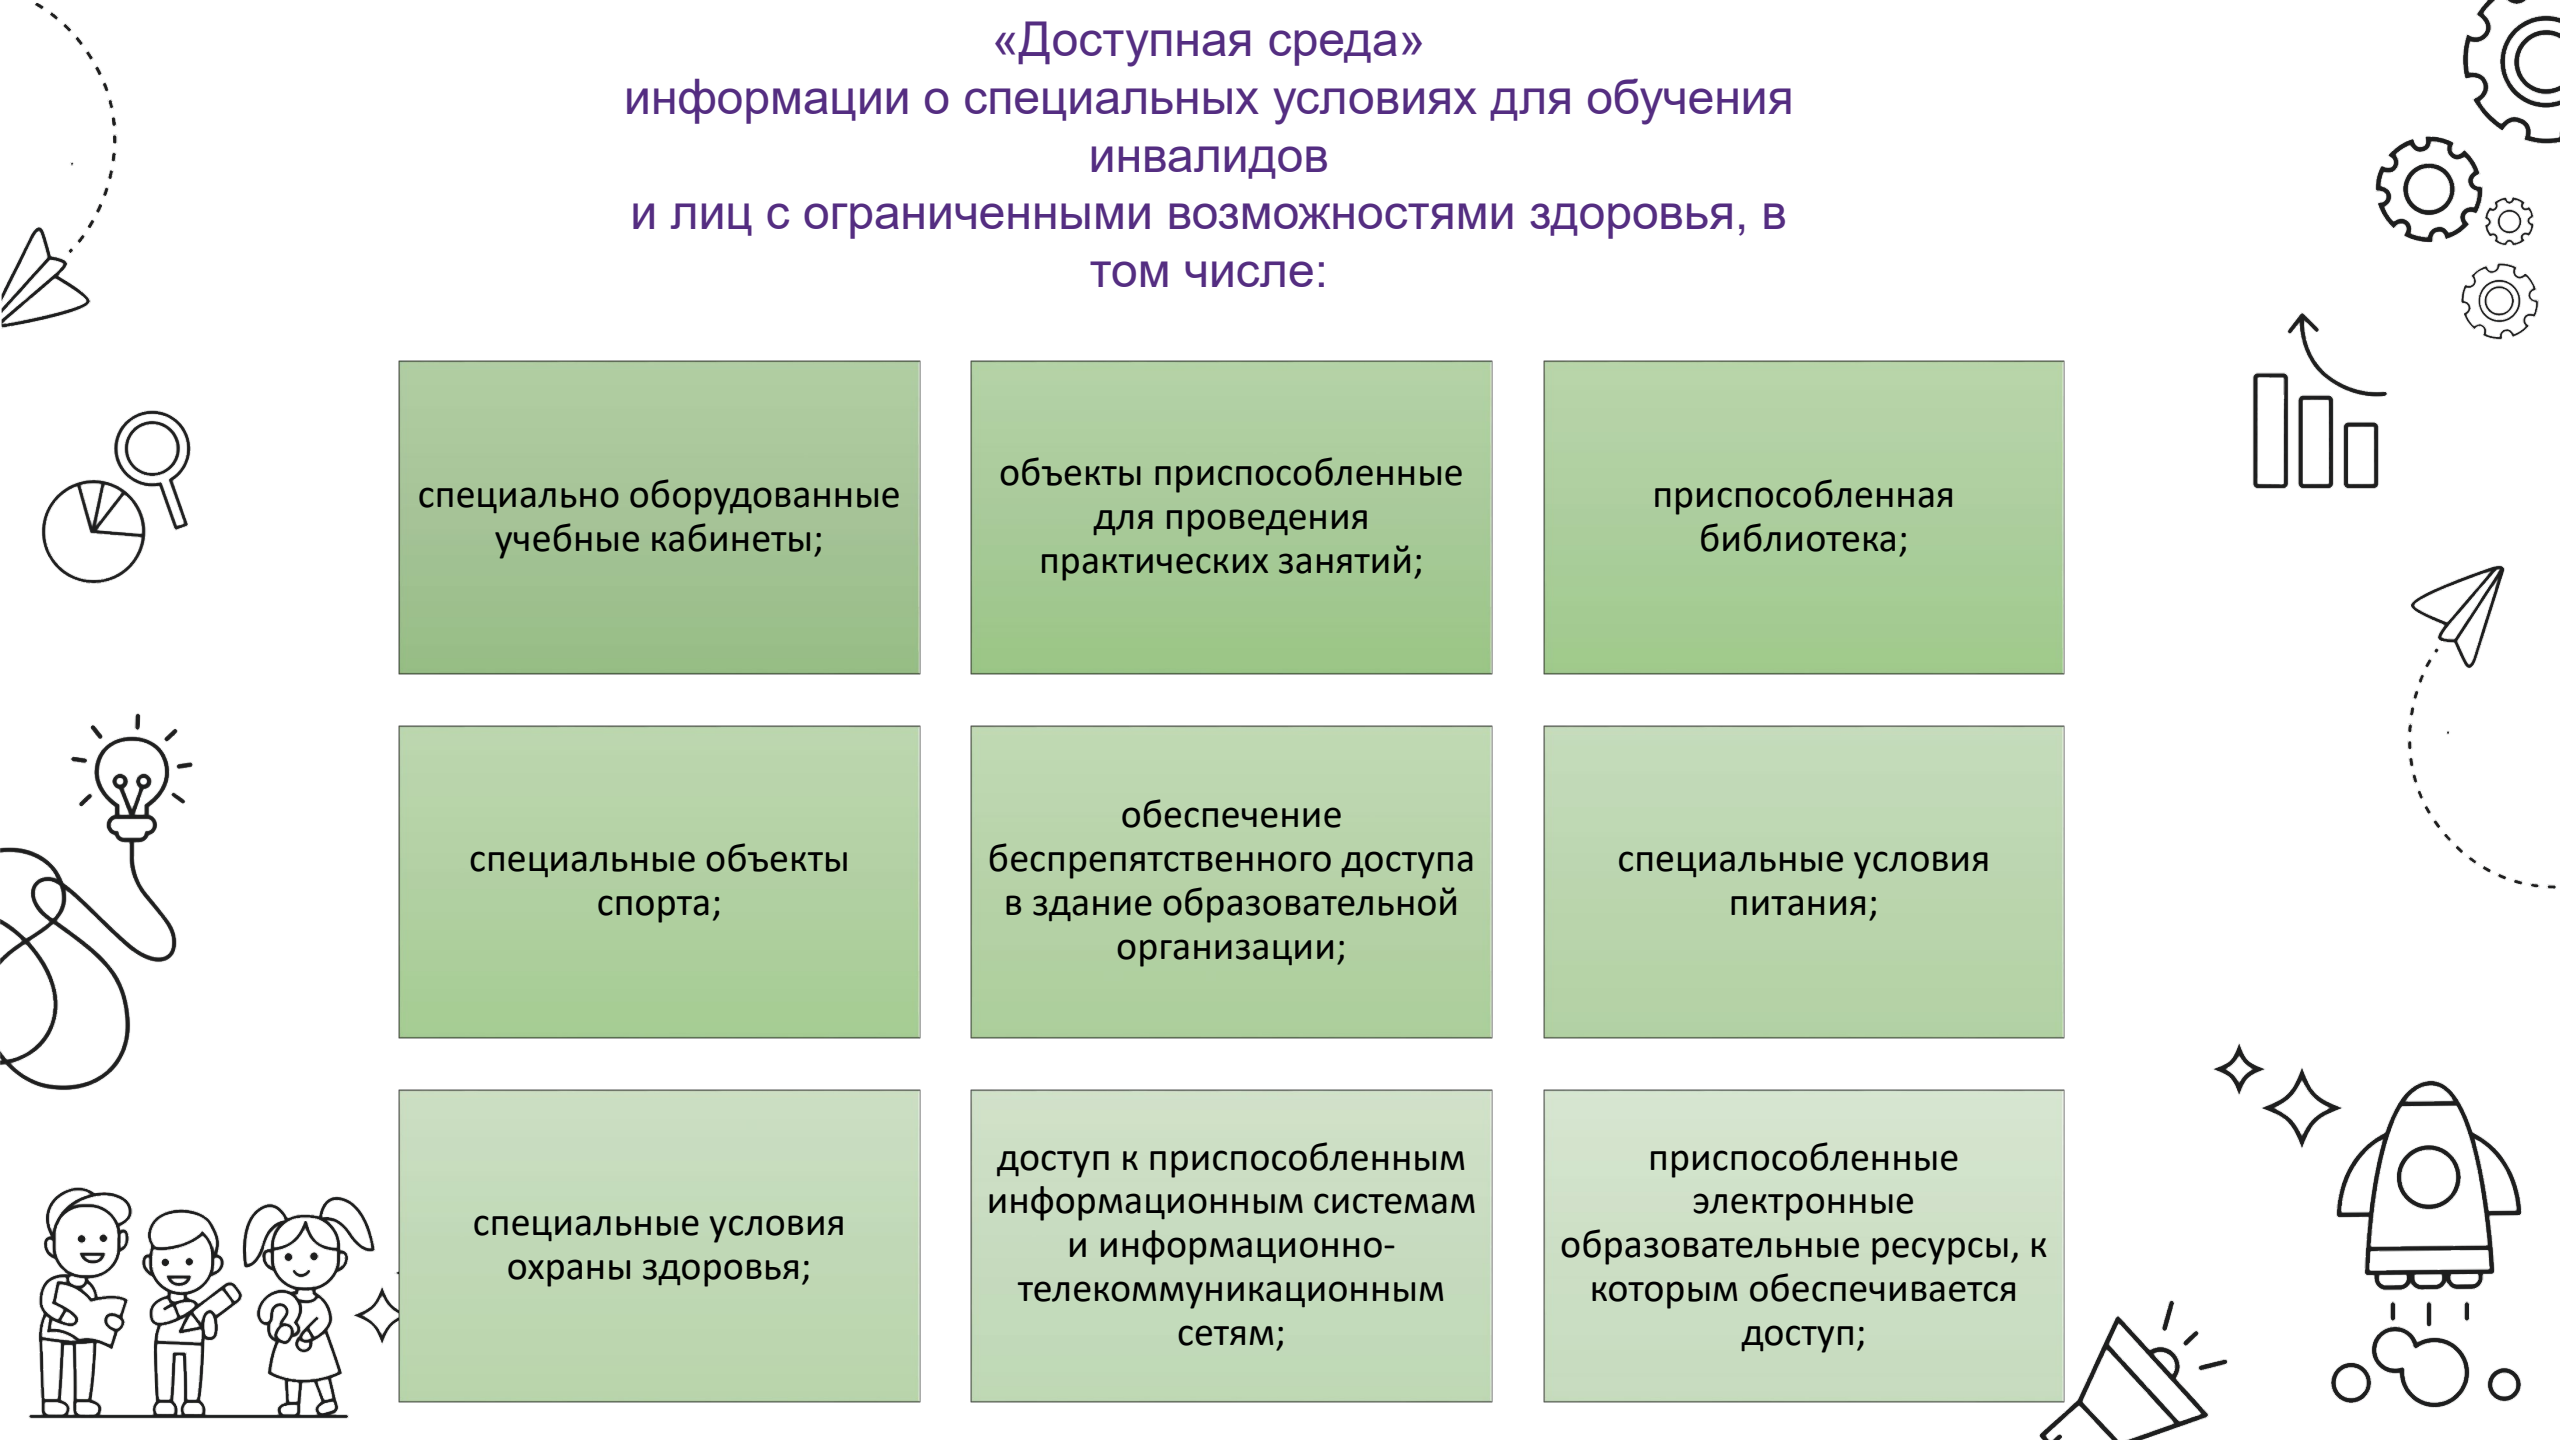 «Доступная среда»
информации о специальных условиях для обучения
инвалидов
и лиц с ограниченными возможностями здоровья, в
том числе:
специально оборудованные
учебные кабинеты;
объекты приспособленные
для проведения
практических занятий;
приспособленная
библиотека;
специальные объекты
спорта;
обеспечение
беспрепятственного доступа
в здание образовательной
организации;
специальные условия
питания;
специальные условия
охраны здоровья;
доступ к приспособленным
информационным системам
и информационно-
телекоммуникационным
сетям;
приспособленные
электронные
образовательные ресурсы, к
которым обеспечивается
доступ;